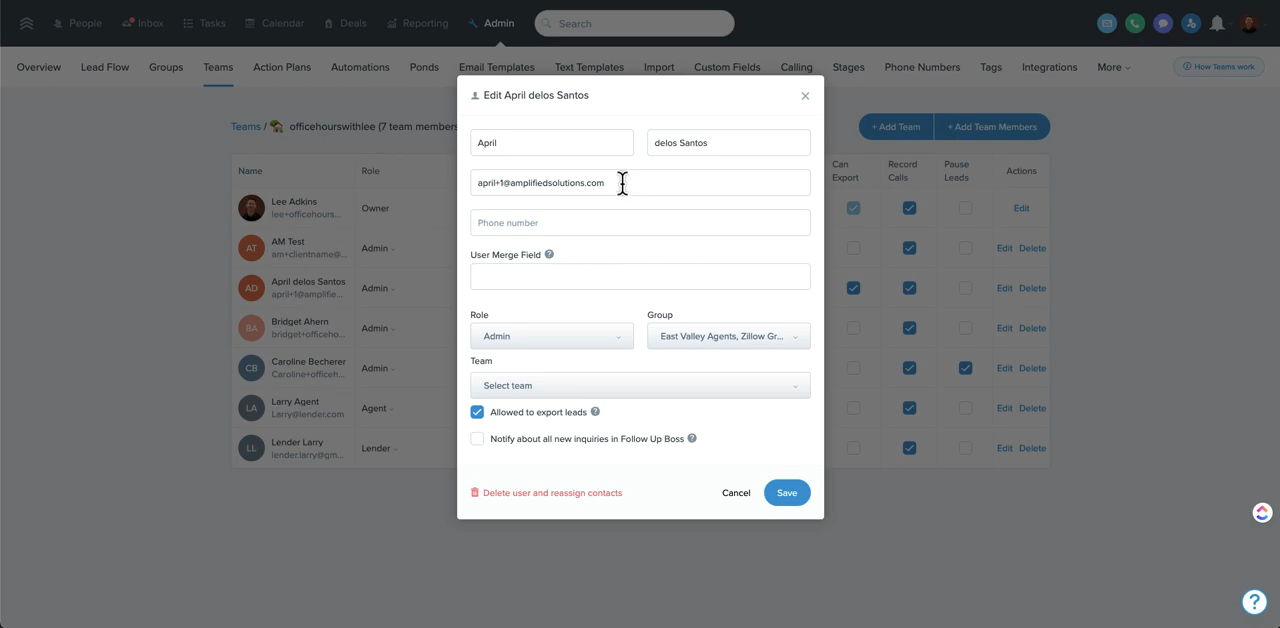 People Inbox Tasks Calendar Deals Reporting Admin Search
Overview Lead Flow Groups Teams Action Plans Automations Ponds Email Templates Text Templates Import Custom Fields Calling Stages Phone Numbers Tags Integrations More How Teams work
Edit April delos Santos
Teams / officehourswithlee (7 team members
+ Add Team + Add Team Members
April delos Santos
Name Role Can Export Record Calls Pause Leads Actions
april+1@amplifiedsolutions.com
Lee Adkins
lee+officehours...
Owner Edit
Phone number
AM Test
am+clientname@...
Admin Edit Delete
User Merge Field
April delos Santos
april+1@amplifie...
Admin Edit Delete
Role Group
Admin East Valley Agents, Zillow Gr...
Bridget Ahern
bridget+officeho...
Admin Edit Delete
Team
Select team
Caroline Becherer
Caroline+officeh...
Admin Edit Delete
Allowed to export leads
Larry Agent
Larry@lender.com
Agent Edit Delete
Notify about all new inquiries in Follow Up Boss
Lender Larry
lender.larry@gm...
Lender Edit Delete
Delete user and reassign contacts Cancel Save
AT
AD
BA
CB
LA
LL